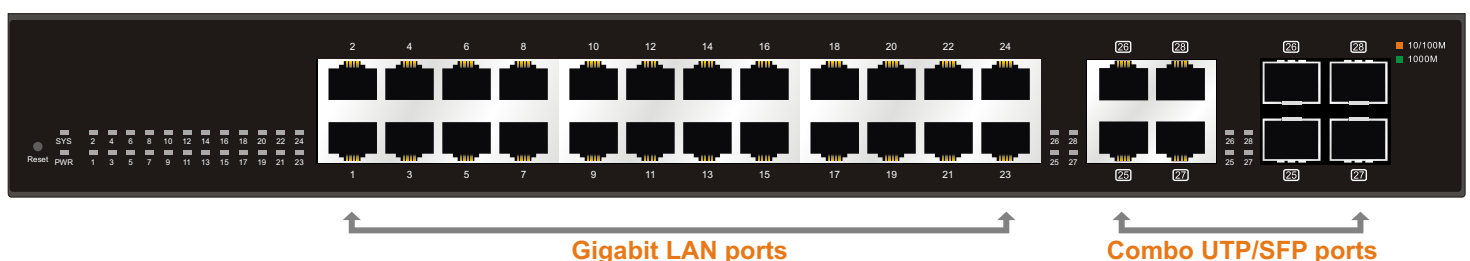 2 4 6 8 10 12 14 16 18 20 22 24 26 28 26 28 10/100M
1000M
SYS 2 4 6 8 10 12 14 16 18 20 22 24 26 28 26 28
Reset PWR 1 3 5 7 9 11 13 15 17 19 21 23 25 27 25 27
1 3 5 7 9 11 13 15 17 19 21 23 25 27 25 27
Gigabit LAN ports Combo UTP/SFP ports